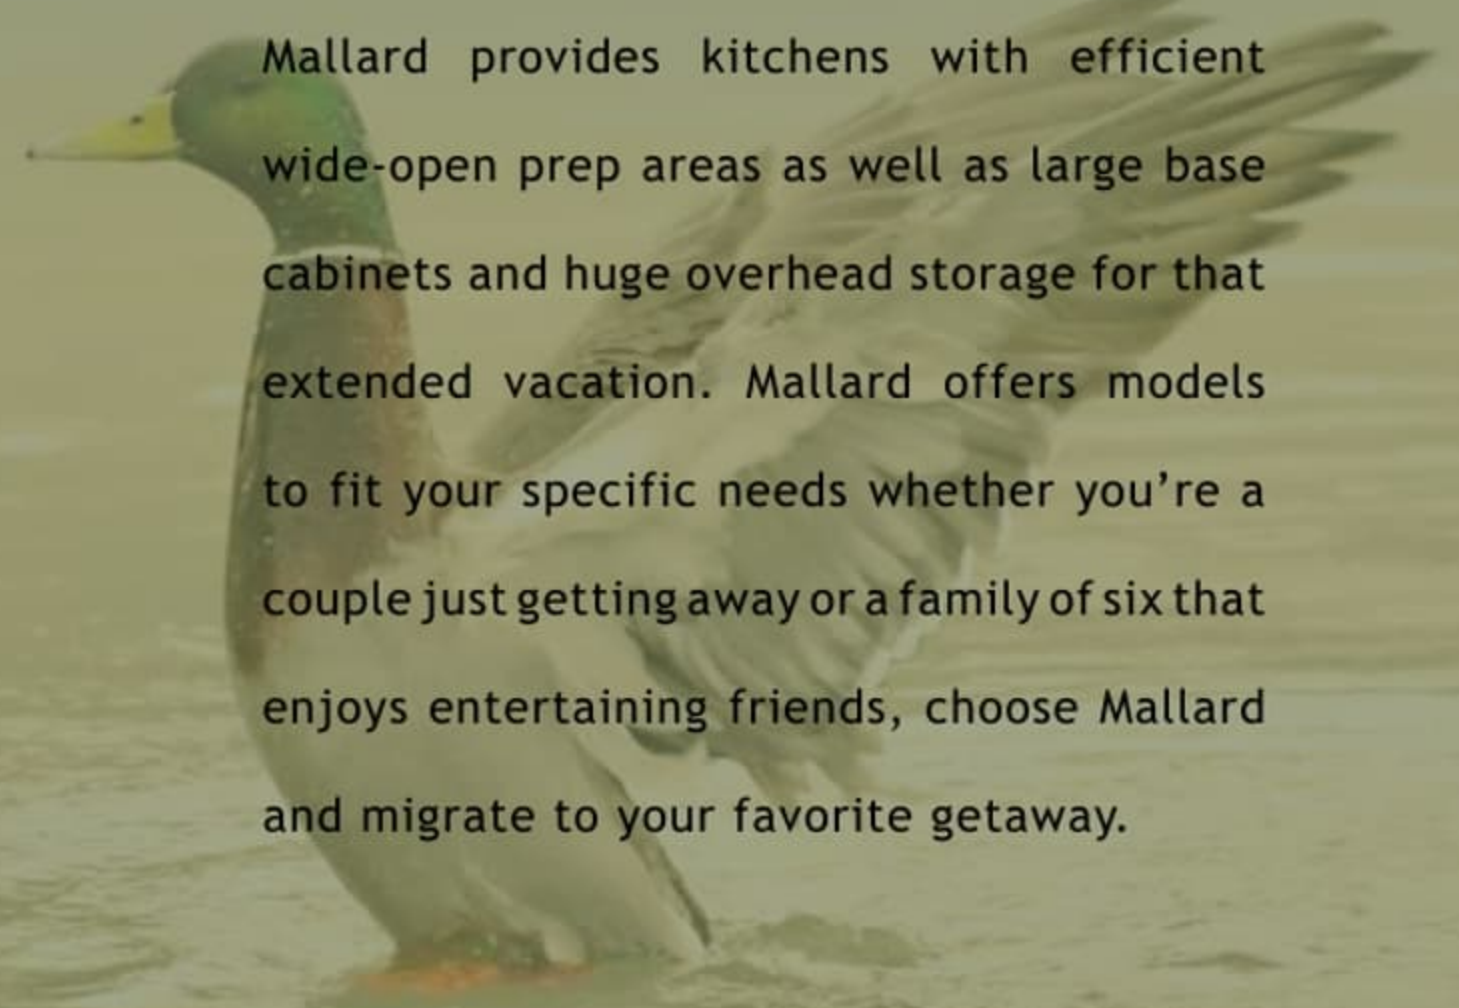 Mallard provides kitchens with efficient
wide-open prep areas as well as large base
cabinets and huge overhead storage for that
extended vacation. Mallard offers models
to fit your specific needs whether you’re a
couple just getting away or a family of six that
enjoys entertaining friends, choose Mallard
and migrate to your favorite getaway.